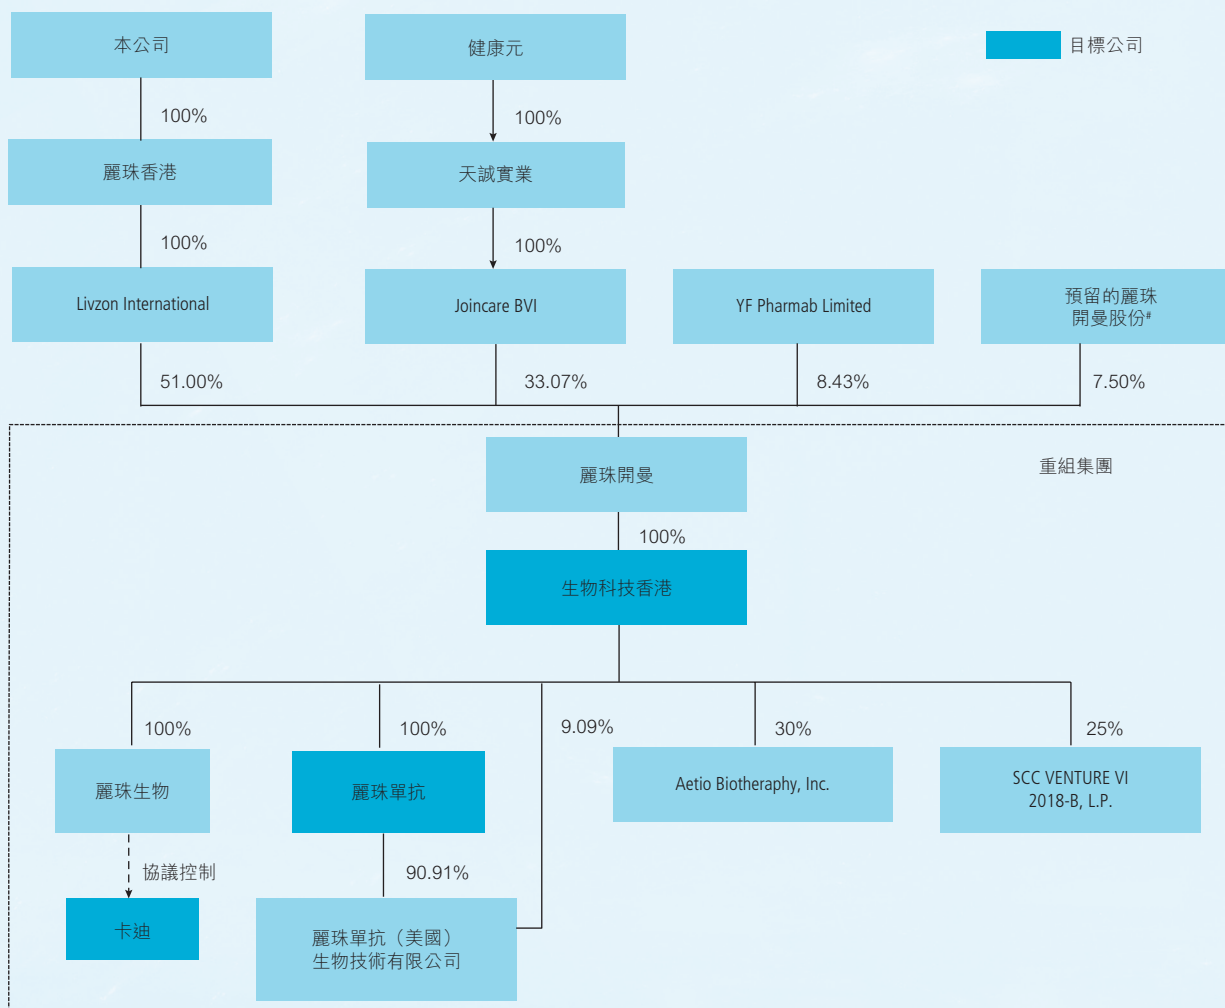 本公司
健康元
目標公司
100%
100%
麗珠香港
天誠實業
100%
100%
Livzon International
Joincare BVI
YF Pharmab Limited
預留的麗珠
開曼股份#
51.00%
33.07%
8.43%
7.50%
麗珠開曼
重組集團
100%
生物科技香港
100%
100%
9.09%
30%
25%
麗珠生物
麗珠單抗
Aetio Biotheraphy, Inc.
SCC VENTURE VI
2018-B, L.P.
協議控制
90.91%
卡迪
麗珠單抗（美國）
生物技術有限公司